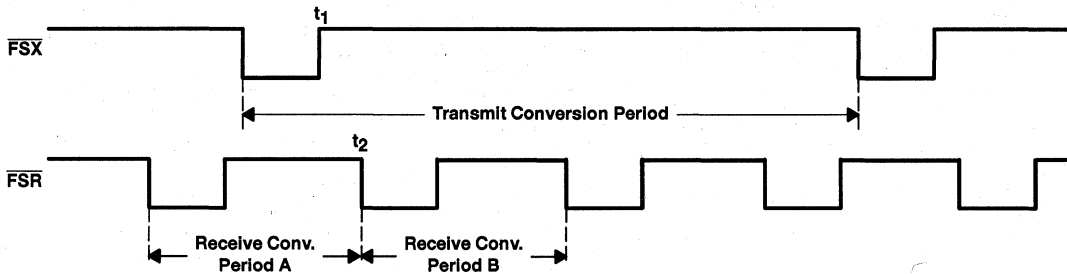 t1
FSX
Transmit Conversion Period
t2
FSR
Receive Conv.
Period A
Receive Conv.
Period B